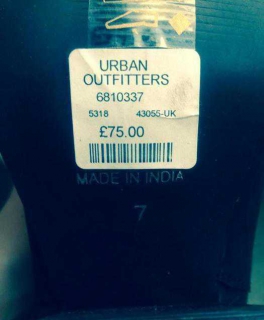 URBAN
OUTFITTERS
6810337
5318 43055-UK
£75.00
MADE IN INDIA
7